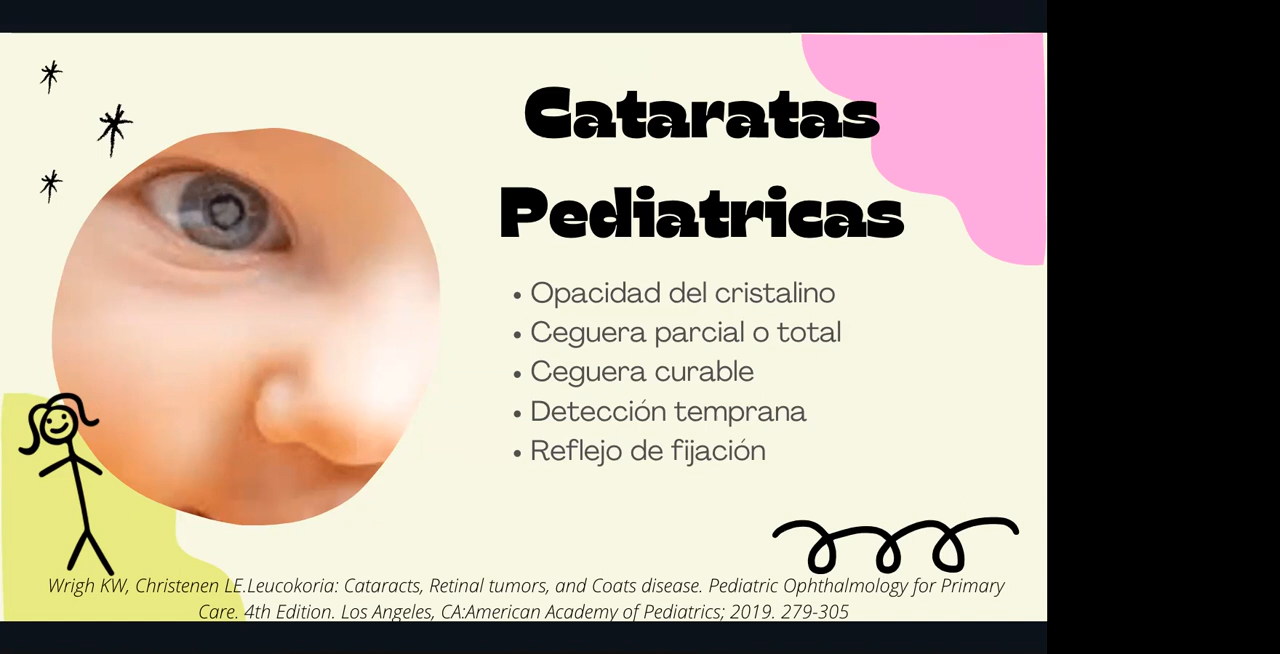 Cataratas
Pediatricas
• Opacidad del cristalino
• Ceguera parcial o total
• Ceguera curable
• Detección temprana
• Reflejo de fijación
Wrigh KW, Christenen LE.Leucokoria: Cataracts, Retinal tumors, and Coats disease. Pediatric Ophthalmology for Primary
Care. 4th Edition. Los Angeles, CA:American Academy of Pediatrics; 2019. 279-305